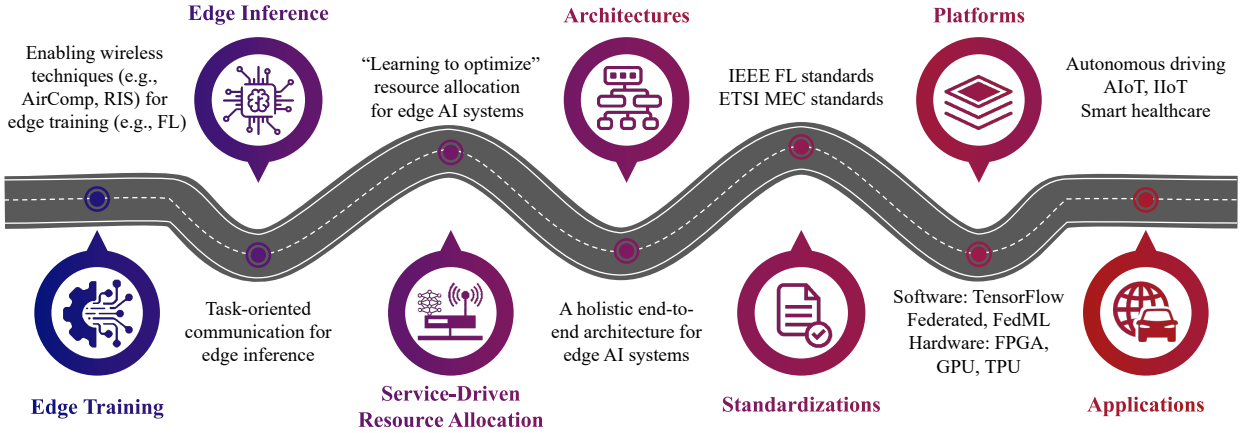 Edge Inference
Architectures
Platforms
Enabling wireless
techniques (e.g.,
AirComp, RIS) for
edge training (e.g., FL)
“Learning to optimize”
resource allocation
for edge AI systems
IEEE FL standards
ETSI MEC standards
Autonomous driving
AIoT, IIoT
Smart healthcare
Task-oriented
communication for
edge inference
A holistic end-to-
end architecture for
edge AI systems
Software: TensorFlow
Federated, FedML
Hardware: FPGA,
GPU, TPU
Edge Training
Service-Driven
Resource Allocation
Standardizations
Applications